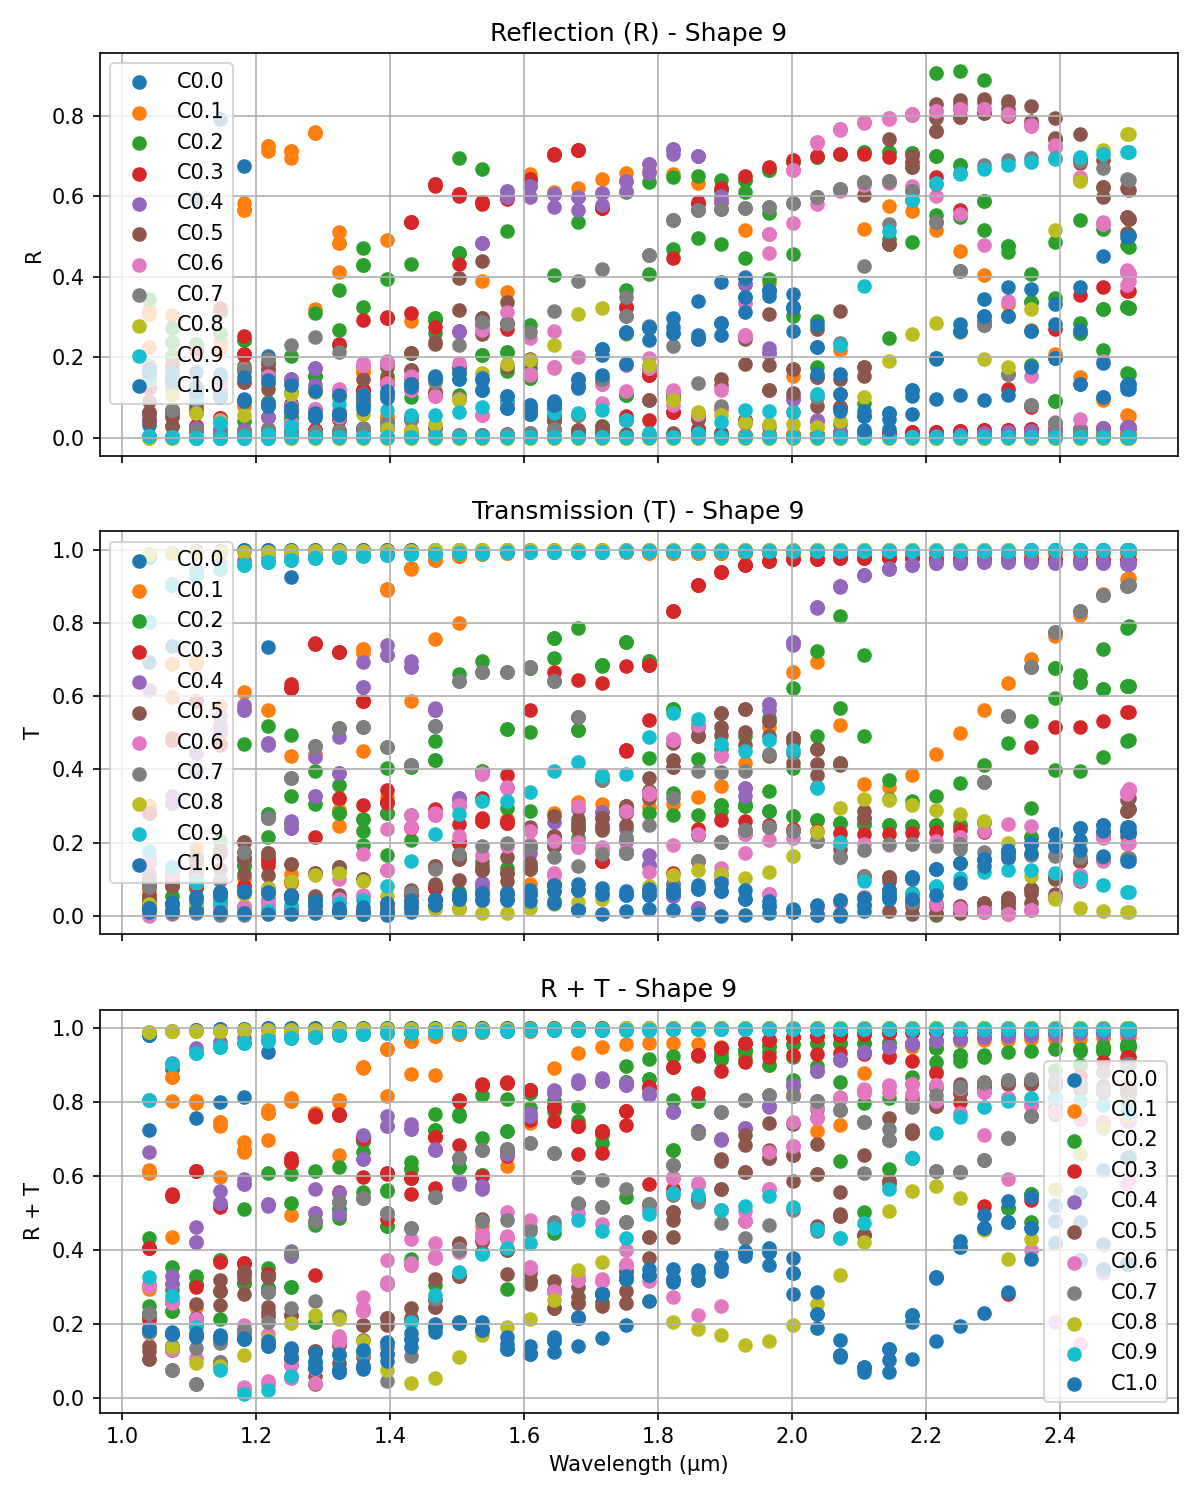 Reflection (R) - Shape 9
R
0.8
0.6
0.4
0.2
0.0
C0.0
C0.1
C0.2
C0.3
C0.4
C0.5
C0.6
C0.7
C0.8
C0.9
C1.0
Transmission (T) - Shape 9
T
1.0
0.8
0.6
0.4
0.2
0.0
C0.0
C0.1
C0.2
C0.3
C0.4
C0.5
C0.6
C0.7
C0.8
C0.9
C1.0
R + T - Shape 9
R + T
1.0
0.8
0.6
0.4
0.2
0.0
C0.0
C0.1
C0.2
C0.3
C0.4
C0.5
C0.6
C0.7
C0.8
C0.9
C1.0
1.0 1.2 1.4 1.6 1.8 2.0 2.2 2.4
Wavelength (μm)